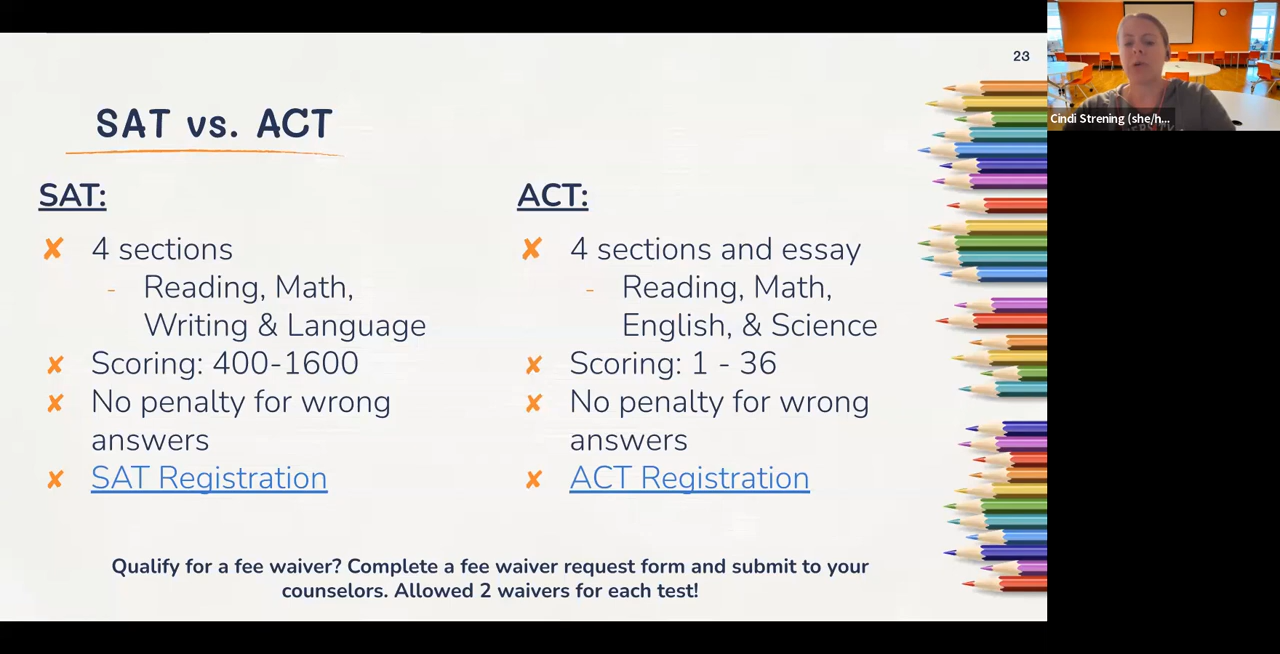 23
SAT vs. ACT
SAT:
✘ 4 sections
- Reading, Math,
Writing & Language
✘ Scoring: 400-1600
✘ No penalty for wrong
answers
✘ SAT Registration
ACT:
✘ 4 sections and essay
- Reading, Math,
English, & Science
✘ Scoring: 1 - 36
✘ No penalty for wrong
answers
✘ ACT Registration
Qualify for a fee waiver? Complete a fee waiver request form and submit to your
counselors. Allowed 2 waivers for each test!
Cindi Strening (she/h...